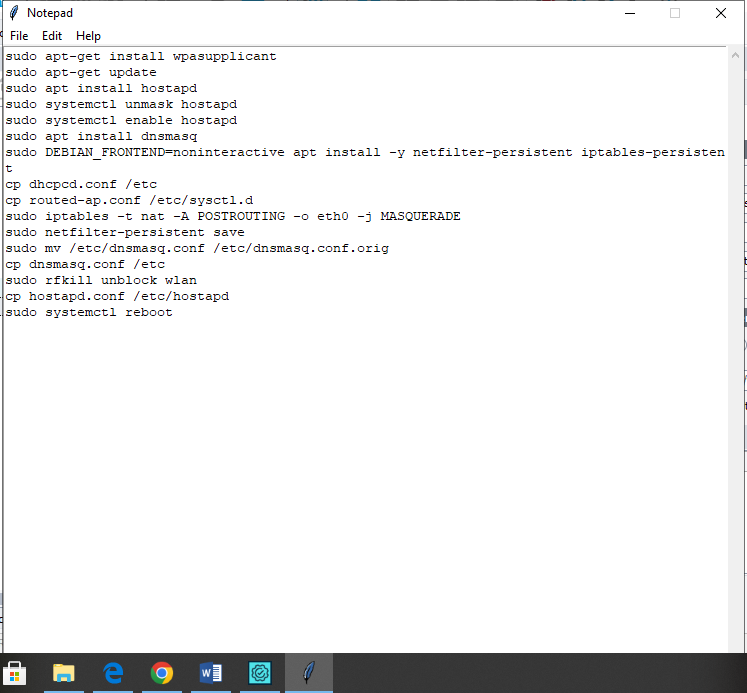 Notepad
File Edit Help
sudo apt-get install wpasupplicant
sudo apt-get update
sudo apt install hostapd
sudo systemctl unmask hostapd
sudo systemctl enable hostapd
sudo apt install dnsmasq
sudo DEBIAN_FRONTEND=noninteractive apt install -y netfilter-persistent iptables-persisten
t
cp dhcpcd.conf /etc
cp routed-ap.conf /etc/sysctl.d
sudo iptables -t nat -A POSTROUTING -o eth0 -j MASQUERADE
sudo netfilter-persistent save
sudo mv /etc/dnsmasq.conf /etc/dnsmasq.conf.orig
cp dnsmasq.conf /etc
sudo rfkill unblock wlan
cp hostapd.conf /etc/hostapd
sudo systemctl reboot